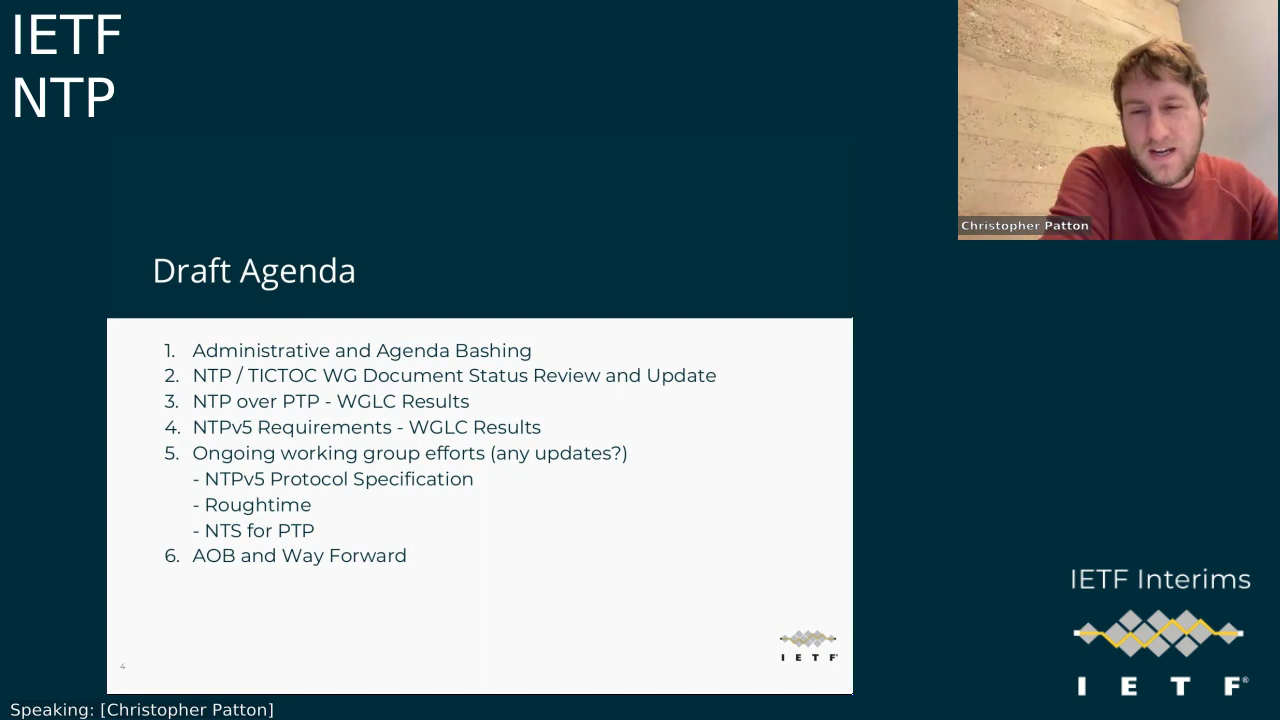 IETF
NTP
Christopher Patton
Draft Agenda
1. Administrative and Agenda Bashing
2. NTP / TICTOC WG Document Status Review and Update
3. NTP over PTP - WGLC Results
4. NTPv5 Requirements - WGLC Results
5. Ongoing working group efforts (any updates?)
- NTPv5 Protocol Specification
- Roughtime
- NTS for PTP
6. AOB and Way Forward
I E T F
4
IETF Interims
I E T F®
Speaking: [Christopher Patton]